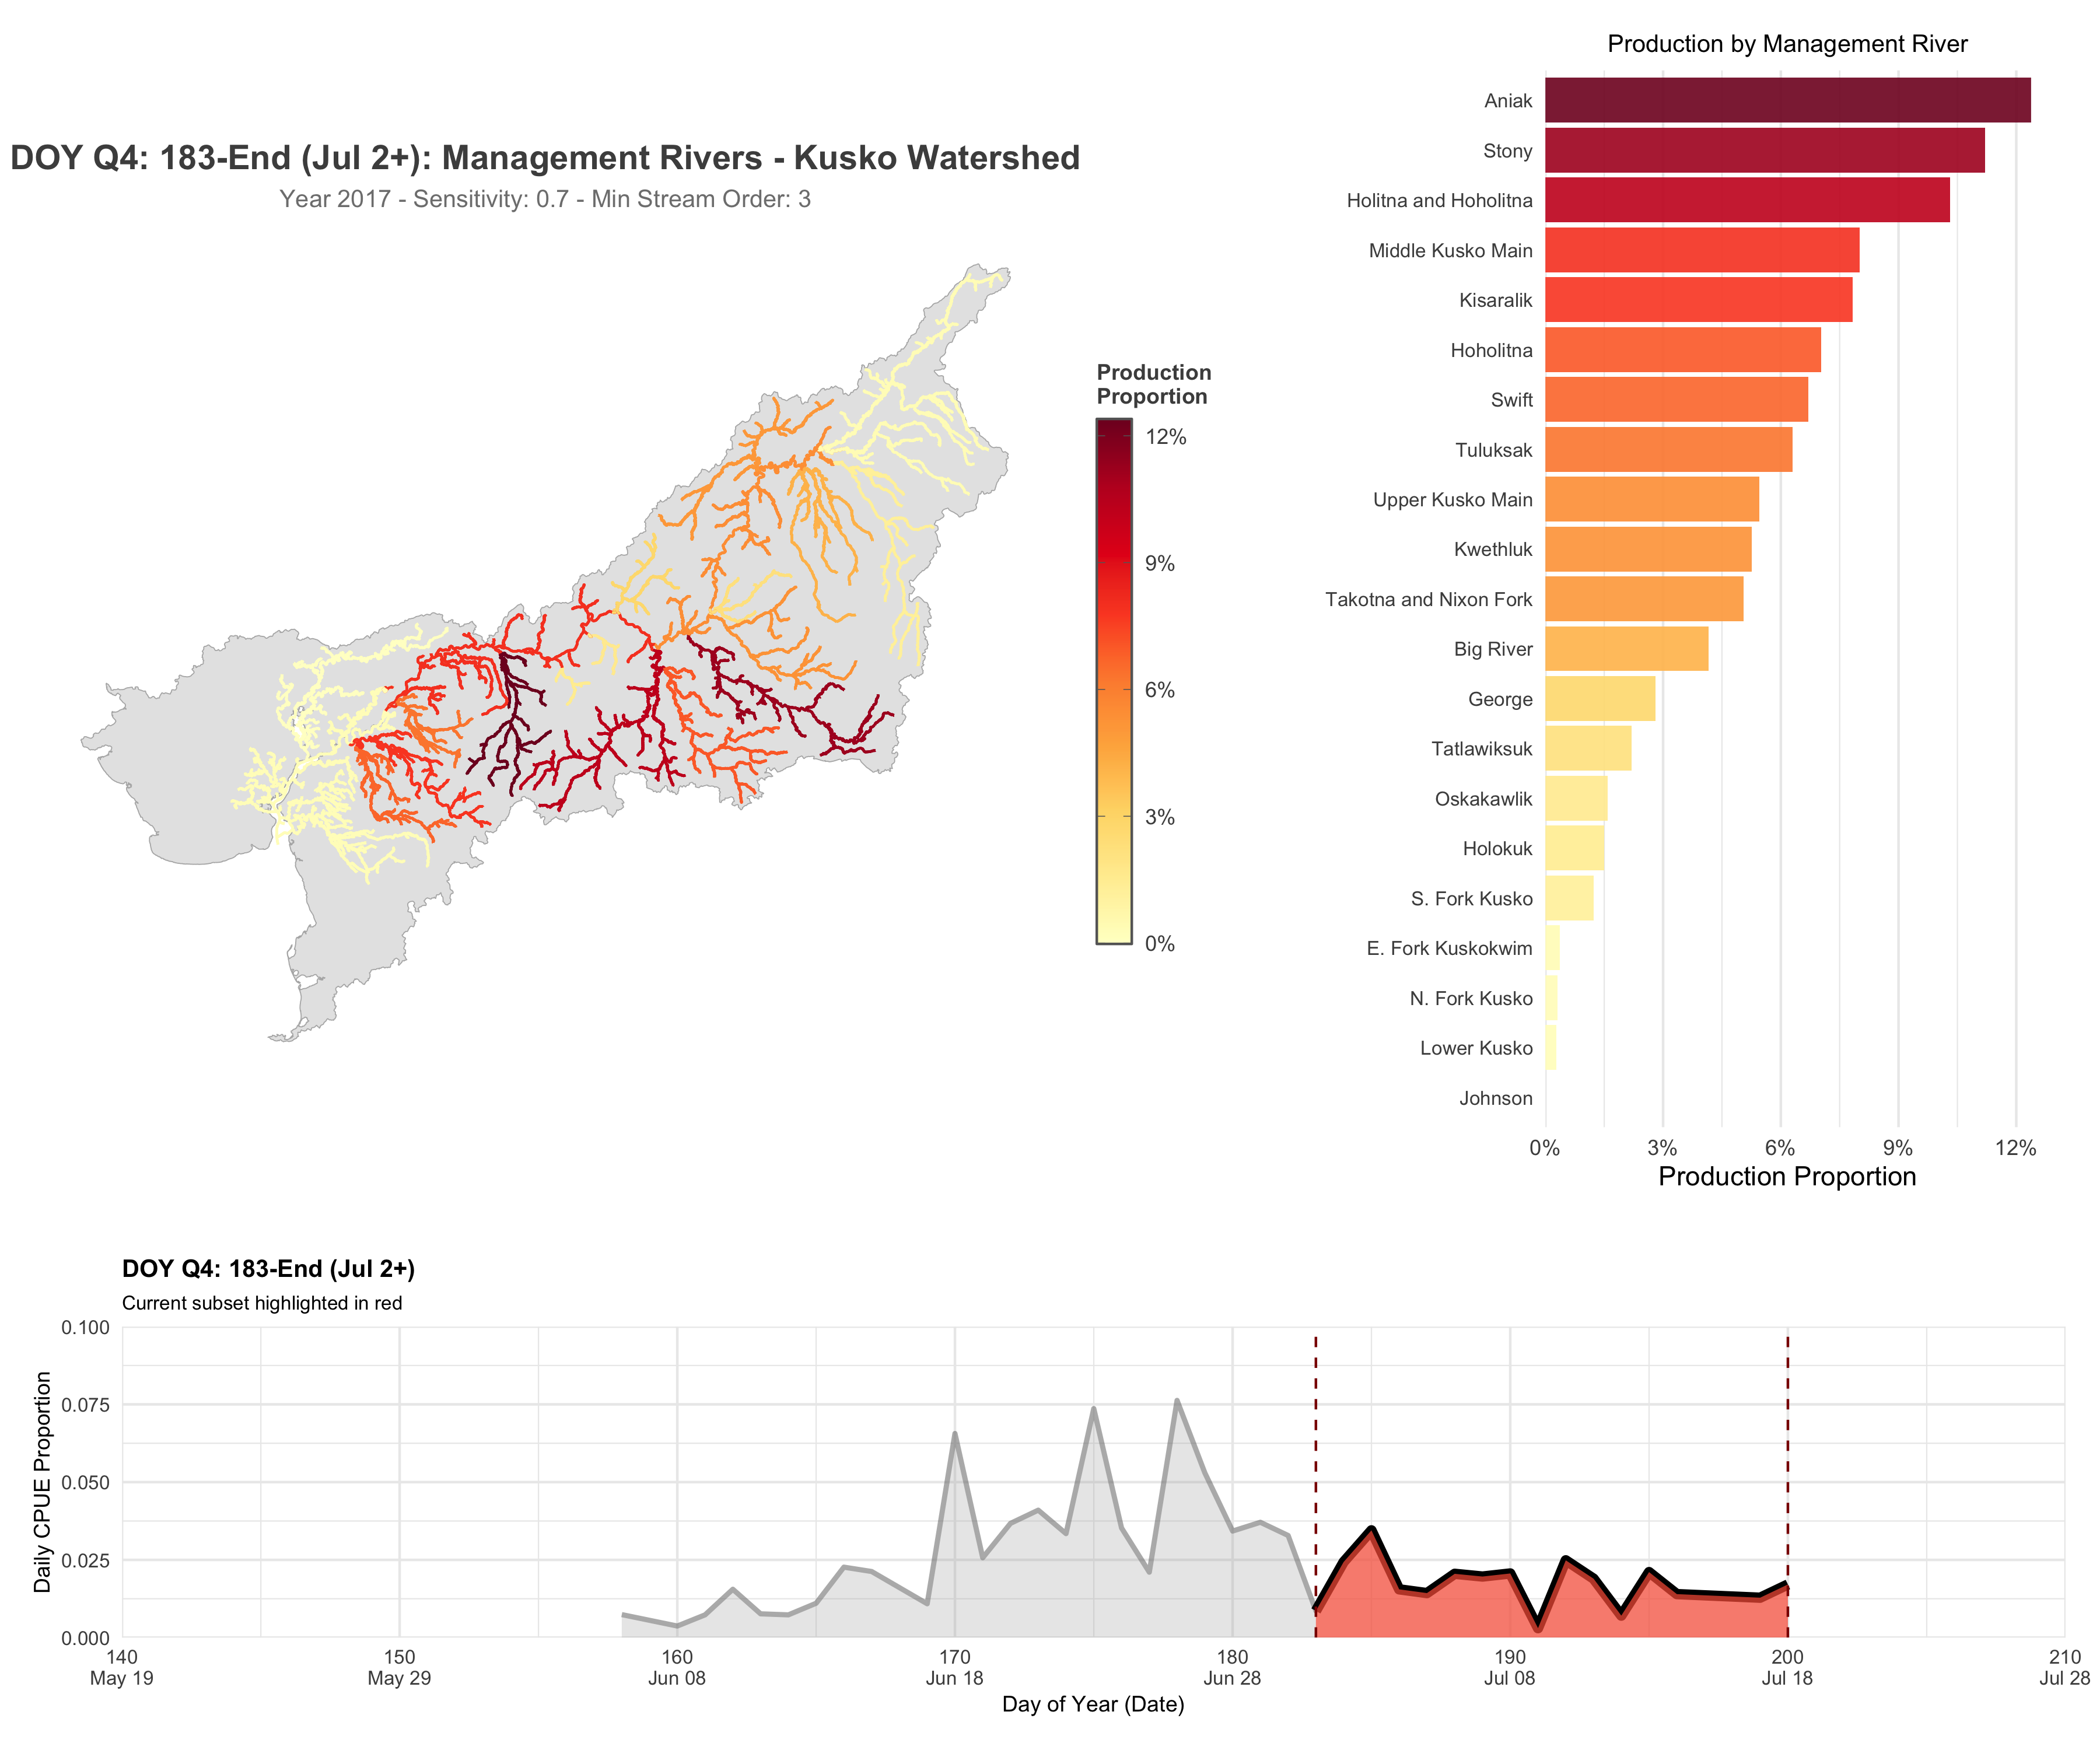 DOY Q4: 183-End (Jul 2+): Management Rivers - Kusko Watershed
Year 2017 - Sensitivity: 0.7 - Min Stream Order: 3
Production
Proportion
12%
9%
6%
3%
0%
Production by Management River
Aniak
Stony
Holitna and Hoholitna
Middle Kusko Main
Kisaralik
Hoholitna
Swift
Tuluksak
Upper Kusko Main
Kwethluk
Takotna and Nixon Fork
Big River
George
Tatlawiksuk
Oskakawlik
Holokuk
S. Fork Kusko
E. Fork Kuskokwim
N. Fork Kusko
Lower Kusko
Johnson
0% 3% 6% 9% 12%
Production Proportion
DOY Q4: 183-End (Jul 2+)
Current subset highlighted in red
Daily CPUE Proportion
0.100
0.075
0.050
0.025
0.000
140 150 160 170 180 190 200 210
May 19 May 29 Jun 08 Jun 18 Jun 28 Jul 08 Jul 18 Jul 28
Day of Year (Date)